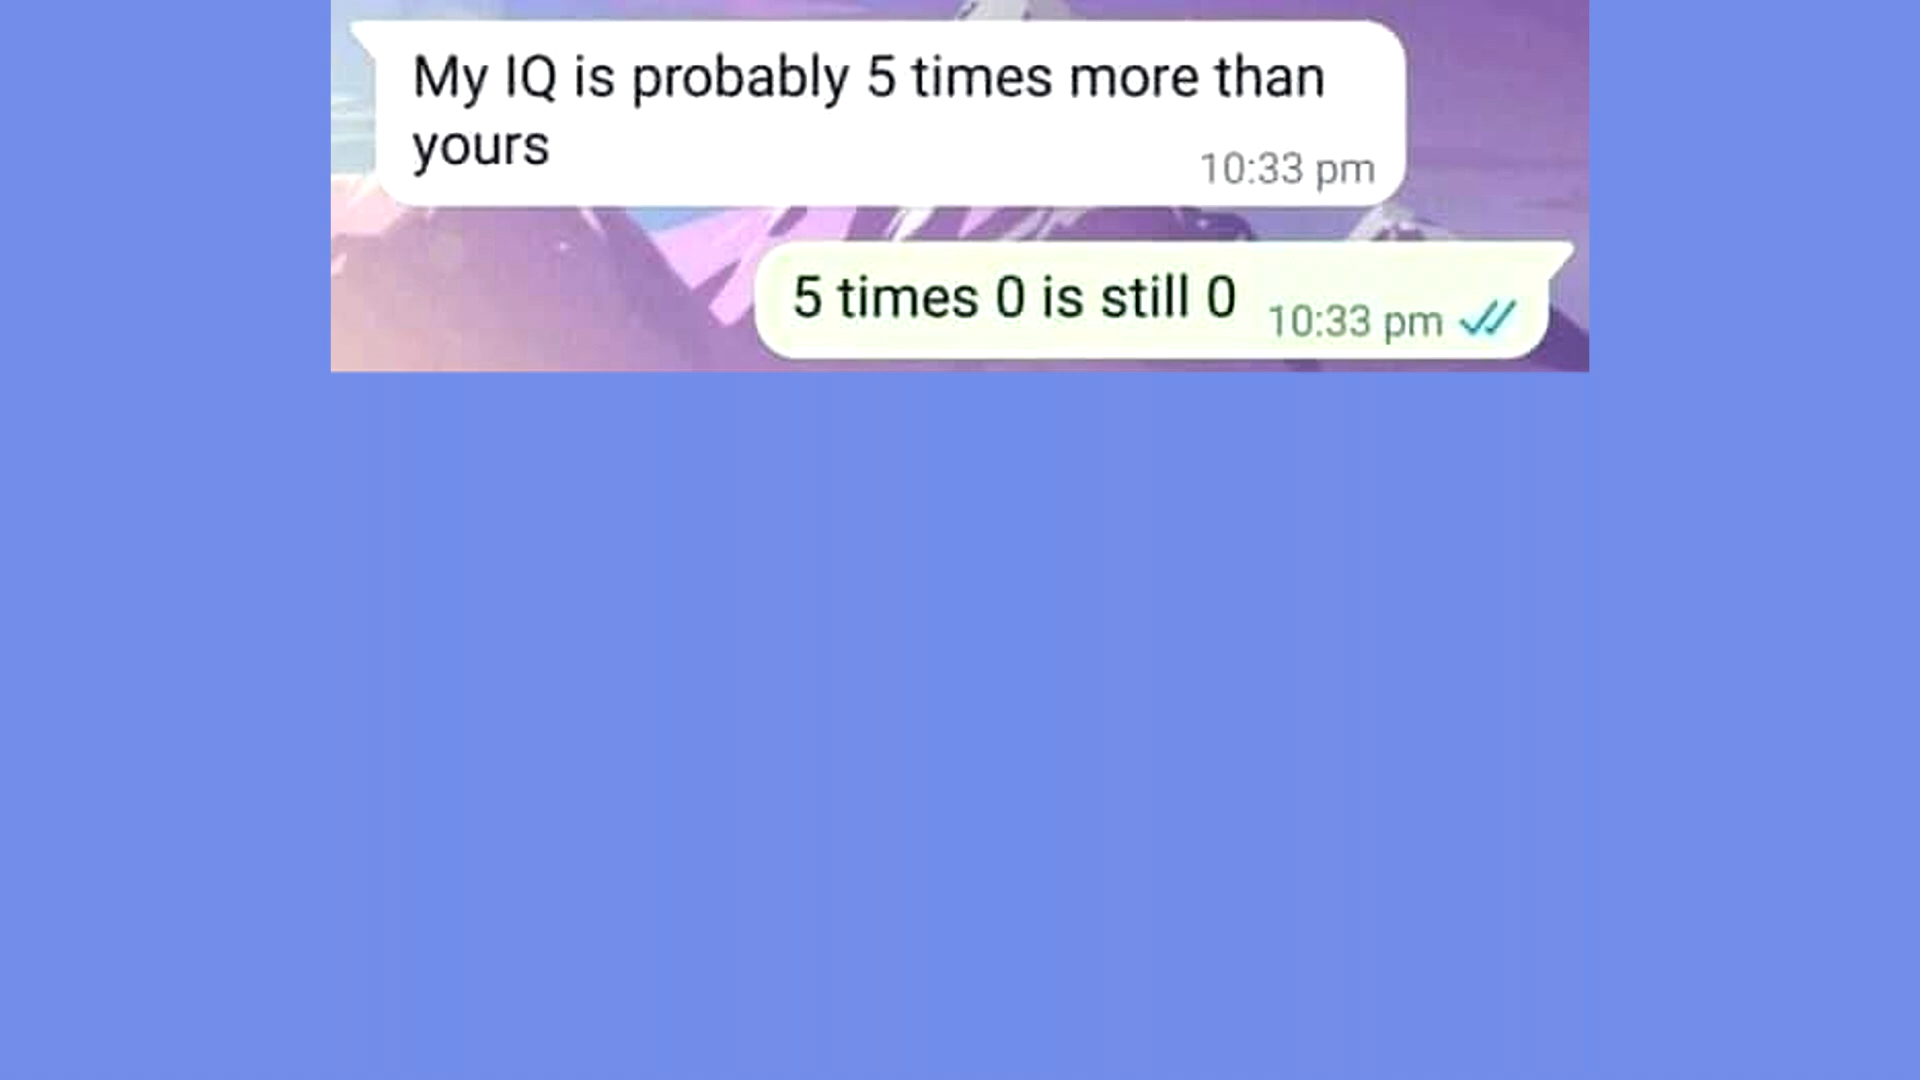 My IQ is probably 5 times more than
yours
10:33 pm
5 times 0 is still 0 10:33 pm